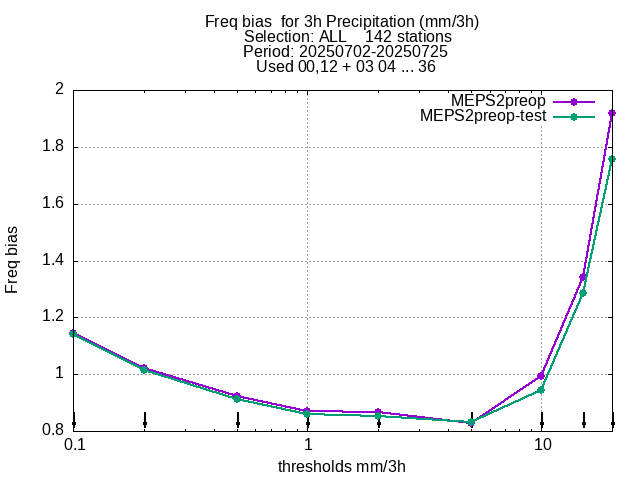 Freq bias  for 3h Precipitation (mm/3h)
Selection: ALL    142 stations
Period: 20250702-20250725
Used 00,12 + 03 04 ... 36
MEPS2preop
MEPS2preop-test
2
1.8
1.6
1.4
1.2
1
0.8
Freq bias
0.1 1 10
thresholds mm/3h